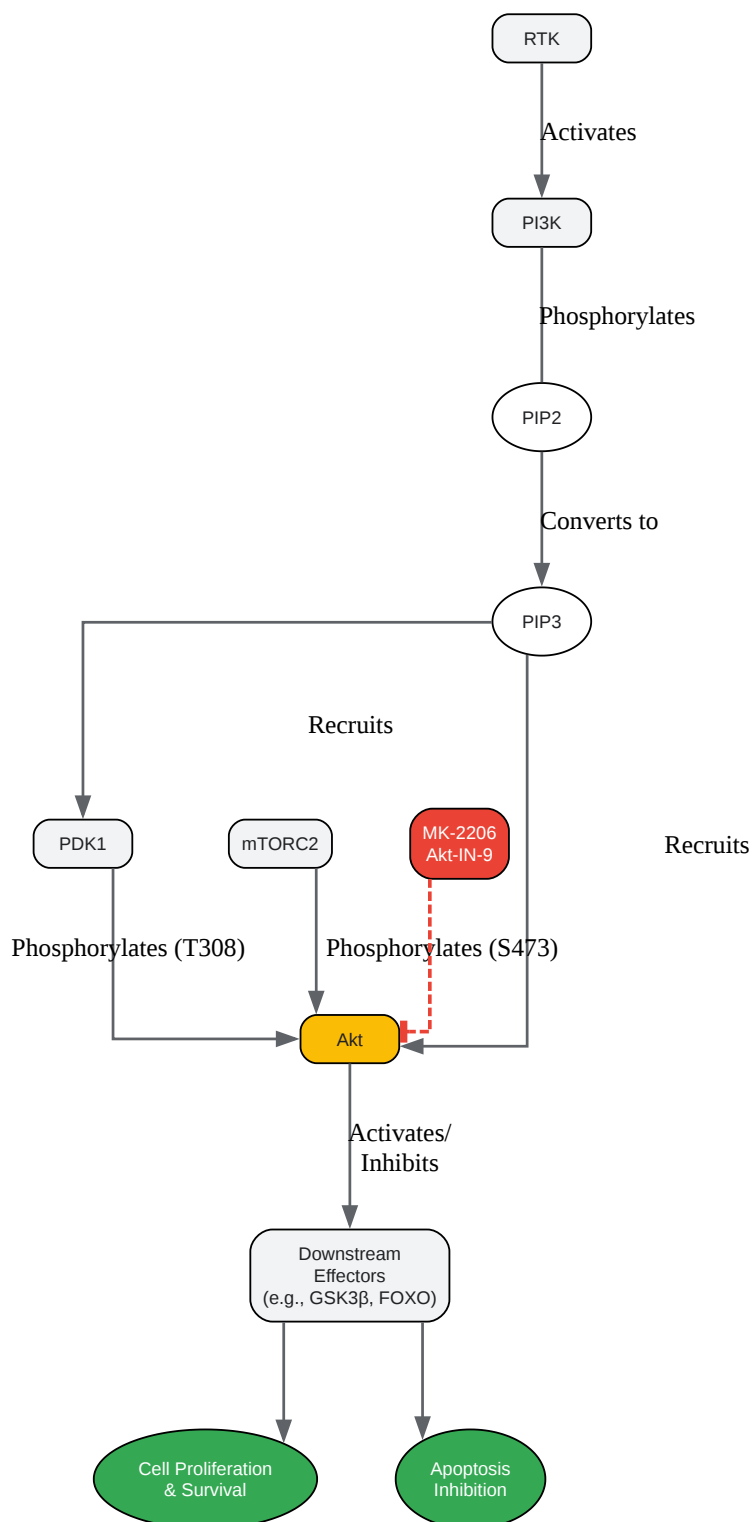 RTK
Activates
PI3K
Phosphorylates
PIP2
Converts to
PIP3
Recruits
PDK1
mTORC2
MK-2206
Akt-IN-9
Recruits
Phosphorylates (T308)
Phosphorylates (S473)
Akt
Activates/
Inhibits
Downstream
Effectors
(e.g., GSK3β, FOXO)
Cell Proliferation
& Survival
Apoptosis
Inhibition